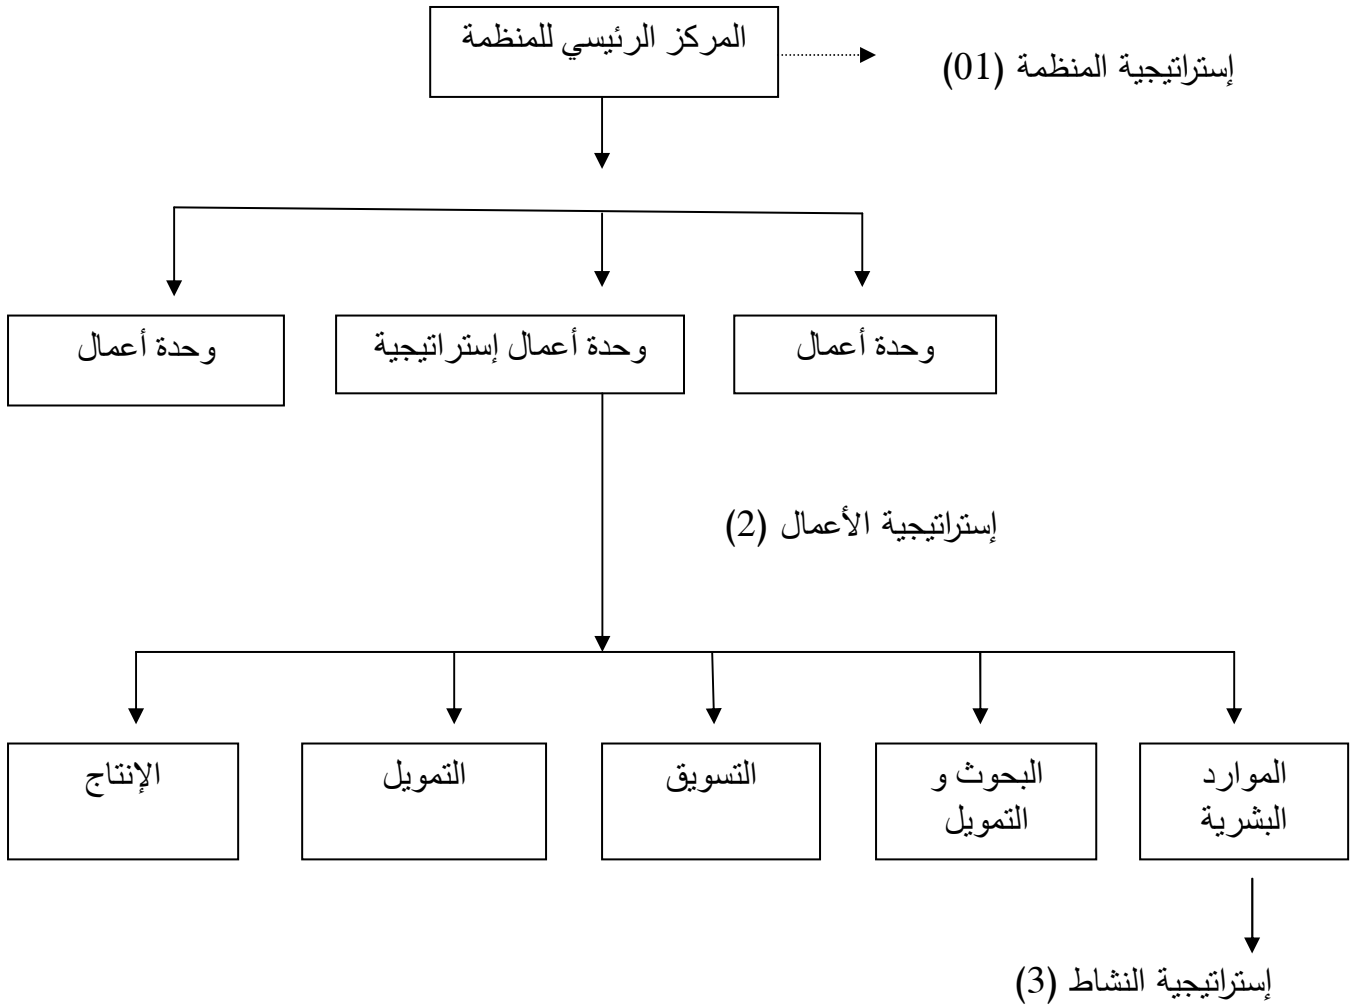 المركز الرئيسي للمنظمة
إستراتيجية المنظمة (01)
وحدة أعمال
وحدة أعمال إستراتيجية
وحدة أعمال
إستراتيجية الأعمال (2)
الموارد
البشرية
البحوث و
التمويل
التسويق
التمويل
الإنتاج
إستراتيجية النشاط (3)